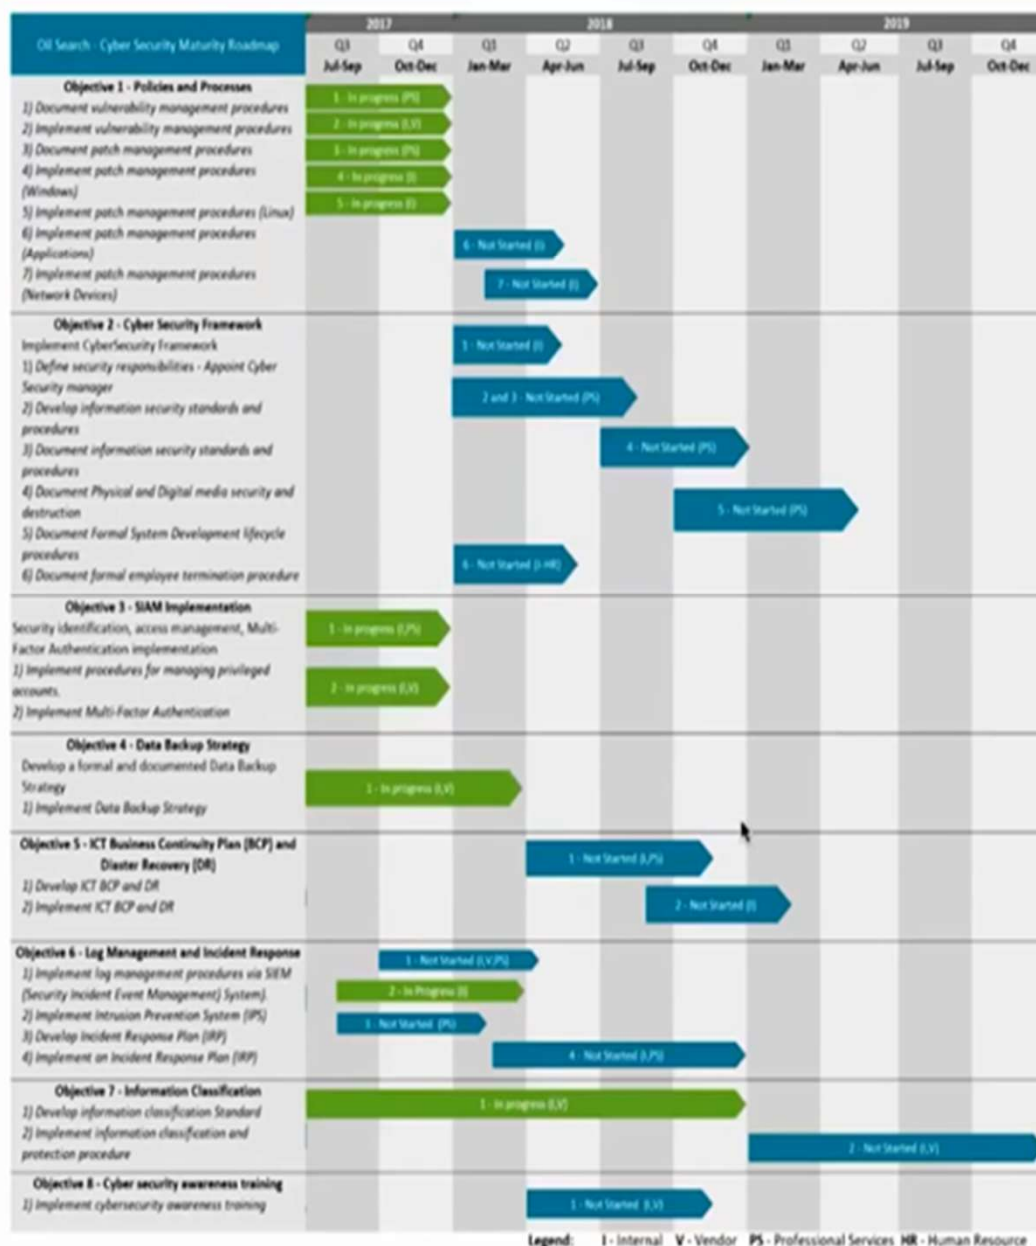 Oil Search - Cyber Security Maturity Roadmap
2017 2018 2019
Q3 Q4 Q1 Q2 Q3 Q4 Q1 Q2 Q3 Q4
Jul-Sep Oct-Dec Jan-Mar Apr-Jun Jul-Sep Oct-Dec Jan-Mar Apr-Jun Jul-Sep Oct-Dec
Objective 1 - Policies and Processes
1) Document vulnerability management procedures
2) Implement vulnerability management procedures
3) Document patch management procedures
4) Implement patch management procedures
(Windows)
5) Implement patch management procedures (Linux)
6) Implement patch management procedures
(Applications)
7) Implement patch management procedures
(Network Devices)
1 - In progress (PS)
2 - In progress (I,V)
3 - In progress (PS)
4 - In progress (I)
5 - In progress (I)
6 - Not Started (I)
7 - Not Started (I)
Objective 2 - Cyber Security Framework
Implement CyberSecurity Framework
1) Define security responsibilities - Appoint Cyber
Security manager
2) Develop information security standards and
procedures
3) Document information security standards and
procedures
4) Document Physical and Digital media security and
destruction
5) Document Formal System Development lifecycle
procedures
6) Document formal employee termination procedure
1 - Not Started (I)
2 and 3 - Not Started (PS)
4 - Not Started (PS)
5 - Not Started (PS)
6 - Not Started (I-HR)
Objective 3 - SIAM Implementation
Security identification, access management, Multi-
Factor Authentication implementation
1) Implement procedures for managing privileged
accounts.
2) Implement Multi-Factor Authentication
1 - In progress (I,PS)
2 - In progress (I,V)
Objective 4 - Data Backup Strategy
Develop a formal and documented Data Backup
Strategy
1) Implement Data Backup Strategy
1 - In progress (I,V)
Objective 5 - ICT Business Continuity Plan (BCP) and
Diaster Recovery (DR)
1) Develop ICT BCP and DR
2) Implement ICT BCP and DR
1 - Not Started (I,PS)
2 - Not Started (I)
Objective 6 - Log Management and Incident Response
1) Implement log management procedures via SIEM
(Security Incident Event Management) System).
2) Implement Intrusion Prevention System (IPS)
3) Develop Incident Response Plan (IRP)
4) Implement an Incident Response Plan (IRP)
1 - Not Started (I,V,PS)
2 - In Progress (I)
3 - Not Started (PS)
4 - Not Started (I,PS)
Objective 7 - Information Classification
1) Develop information classification Standard
2) Implement information classification and
protection procedure
1 - In progress (I,V)
2 - Not Started (I,V)
Objective 8 - Cyber security awareness training
1) Implement cybersecurity awareness training
1 - Not Started (I,V)
Legend: I - Internal V - Vendor PS - Professional Services HR - Human Resource